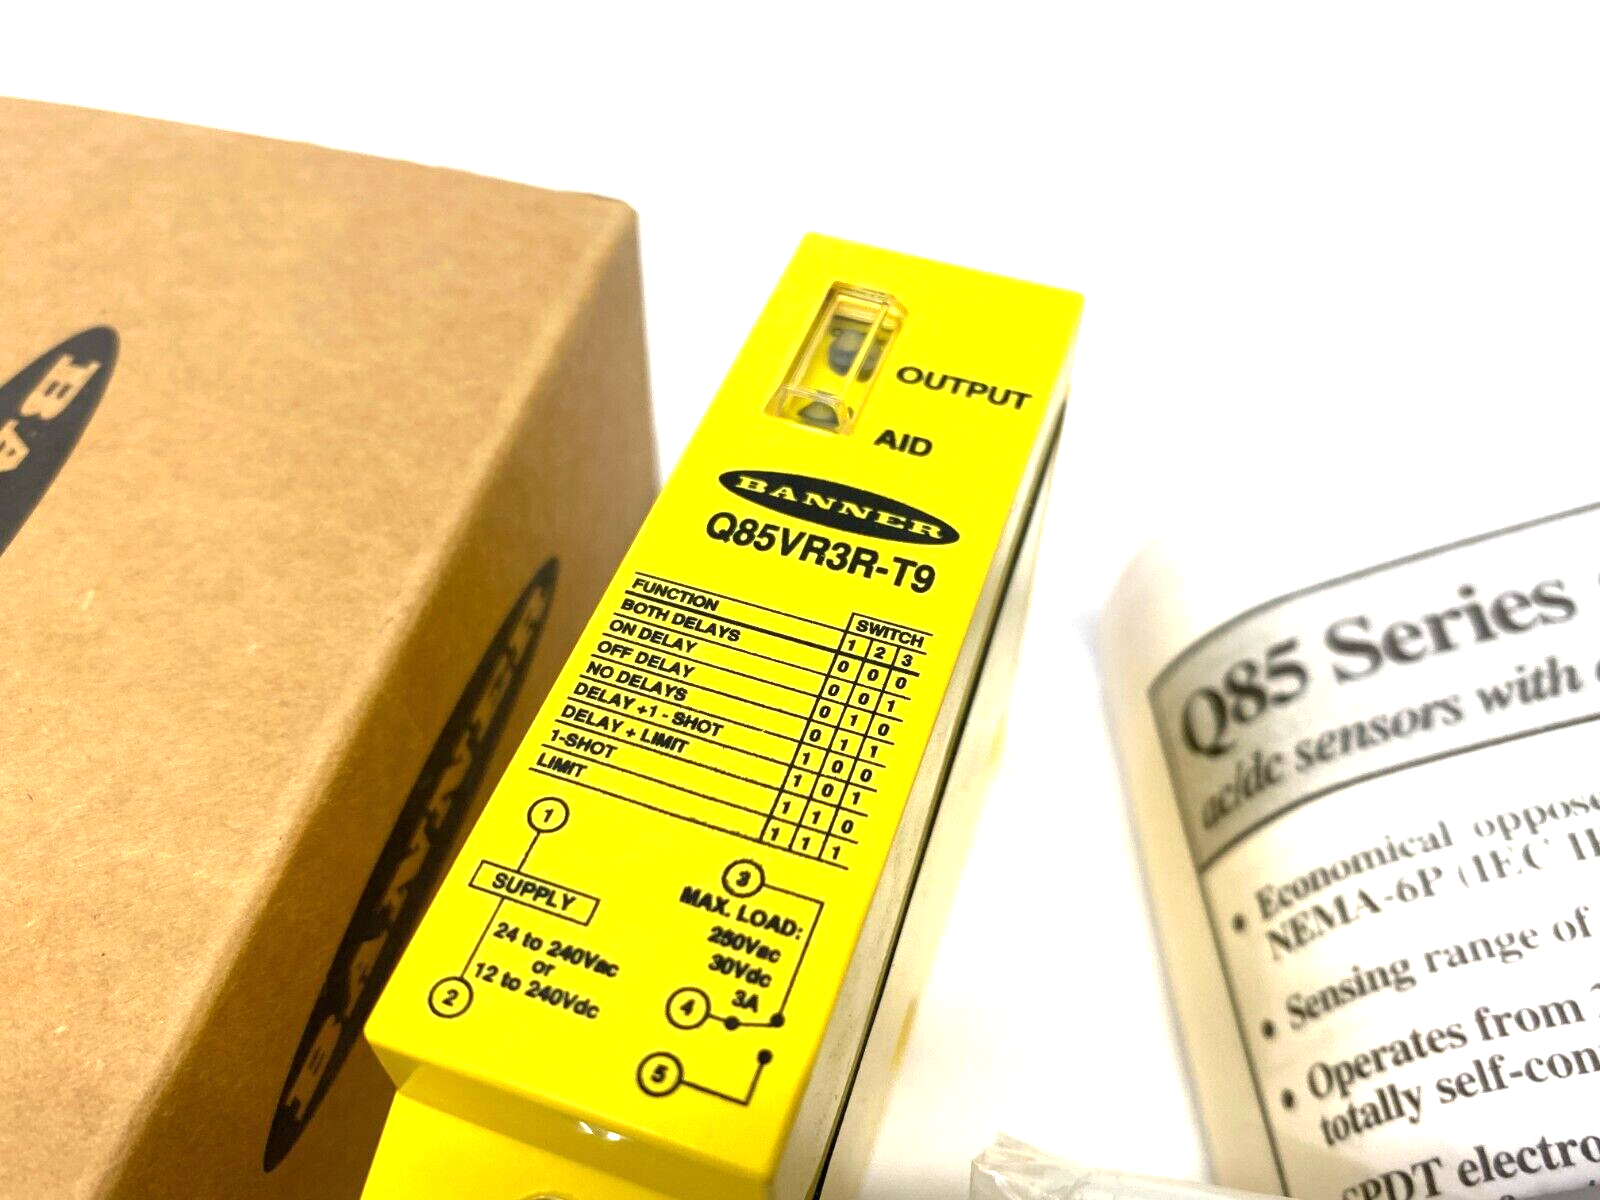 BA
BANNER
OUTPUT
AID
BANNER
Q85VR3R-T9
FUNCTION SWITCH
1 2 3
BOTH DELAYS 0 0 0
ON DELAY 0 0 1
OFF DELAY 0 1 0
NO DELAYS 0 1 1
DELAY +1 - SHOT 1 0 0
DELAY + LIMIT 1 0 1
1-SHOT 1 1 0
LIMIT 1 1 1
1
SUPPLY
24 to 240Vac
or
12 to 240Vdc
2
3
MAX. LOAD:
250Vac
30Vdc
3A
4
5
Q85 Series
ac/dc sensors with
• Economical
NEMA-6P (IEC
• Sensing range of
• Operates from
totally self-con
SPDT electro